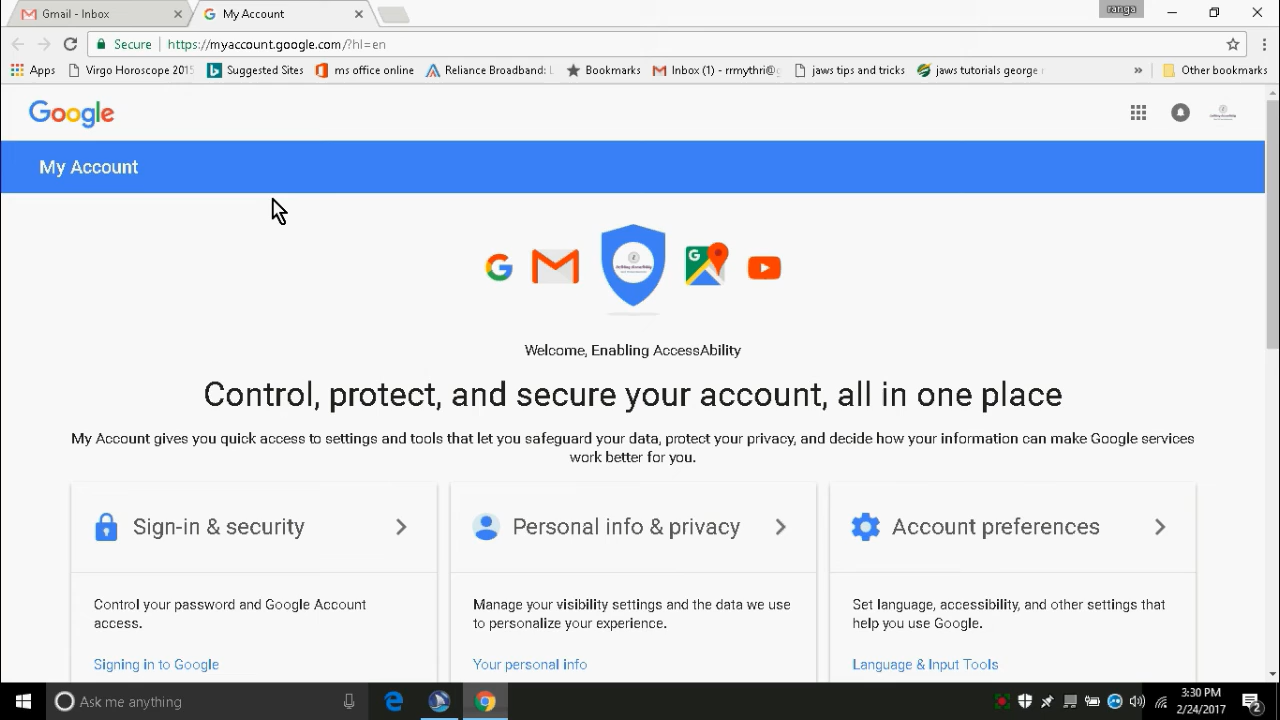 Gmail - Inbox
My Account
ranga
Secure
https://myaccount.google.com/?hl=en
Apps
Virgo Horoscope 2015
Suggested Sites
ms office online
Reliance Broadband: L
Bookmarks
Inbox (1) - rrmythri@
jaws tips and tricks
jaws tutorials george
»
Other bookmarks
Google
My Account
Welcome, Enabling AccessAbility
Control, protect, and secure your account, all in one place
My Account gives you quick access to settings and tools that let you safeguard your data, protect your privacy, and decide how your information can make Google services
work better for you.
Sign-in & security
Personal info & privacy
Account preferences
Control your password and Google Account
access.
Manage your visibility settings and the data we use
to personalize your experience.
Set language, accessibility, and other settings that
help you use Google.
Signing in to Google
Your personal info
Language & Input Tools
Ask me anything
3:30 PM
2/24/2017
2